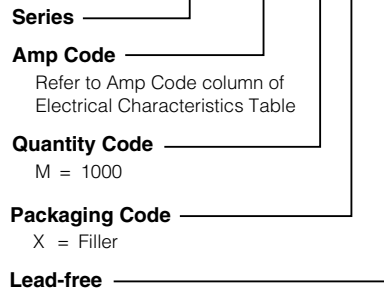 Series
Amp Code
Refer to Amp Code column of
Electrical Characteristics Table
Quantity Code
M = 1000
Packaging Code
X = Filler
Lead-free